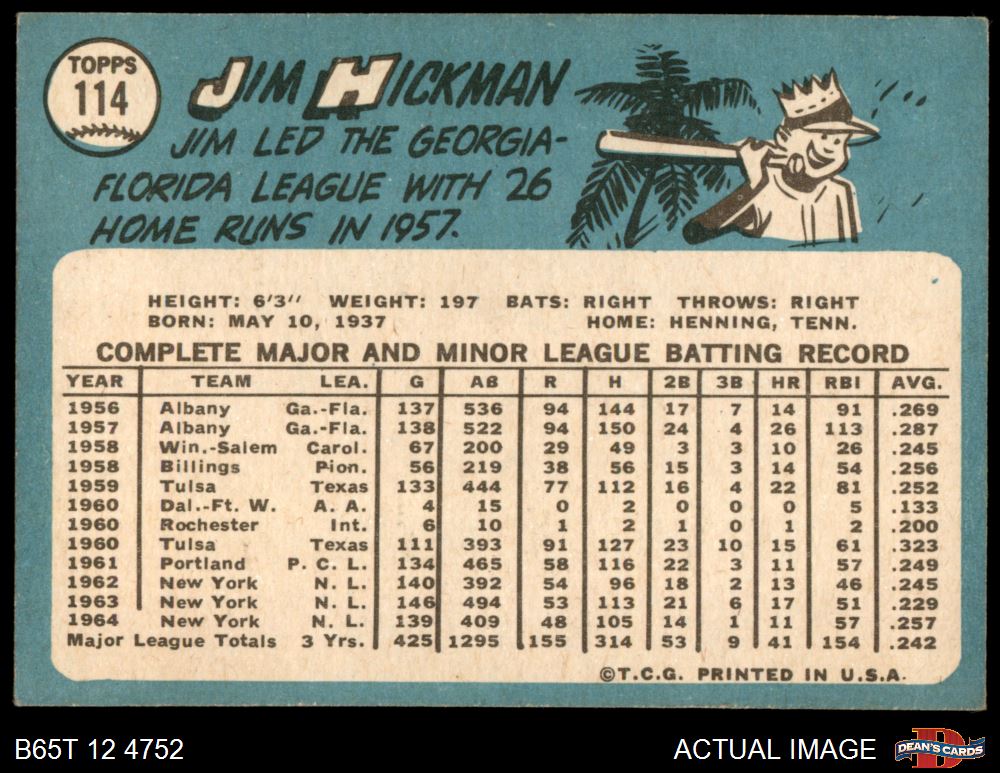 TOPPS
114
JIM HICKMAN
JIM LED THE GEORGIA-
FLORIDA LEAGUE WITH 26
HOME RUNS IN 1957.
HEIGHT: 6'3" WEIGHT: 197 BATS: RIGHT THROWS: RIGHT
BORN: MAY 10, 1937 HOME: HENNING, TENN.
COMPLETE MAJOR AND MINOR LEAGUE BATTING RECORD
YEAR TEAM LEA. G AB R H 2B 3B HR RBI AVG.
1956 Albany Ga.-Fla. 137 536 94 144 17 7 14 91 .269
1957 Albany Ga.-Fla. 138 522 94 150 24 4 26 113 .287
1958 Win.-Salem Carol. 67 200 29 49 3 3 10 26 .245
1958 Billings Pion. 56 219 38 56 15 3 14 54 .256
1959 Tulsa Texas 133 444 77 112 16 4 22 81 .252
1960 Dal.-Ft. W. A. A. 4 15 0 2 0 0 0 5 .133
1960 Rochester Int. 6 10 1 2 1 0 1 2 .200
1960 Tulsa Texas 111 393 91 127 23 10 15 61 .323
1961 Portland P. C. L. 134 465 58 116 22 3 11 57 .249
1962 New York N. L. 140 392 54 96 18 2 13 46 .245
1963 New York N. L. 146 494 53 113 21 6 17 51 .229
1964 New York N. L. 139 409 48 105 14 1 11 57 .257
Major League Totals 3 Yrs. 425 1295 155 314 53 9 41 154 .242
©T.C.G. PRINTED IN U.S.A.
B65T 12 4752
ACTUAL IMAGE
D
DEAN'S CARDS